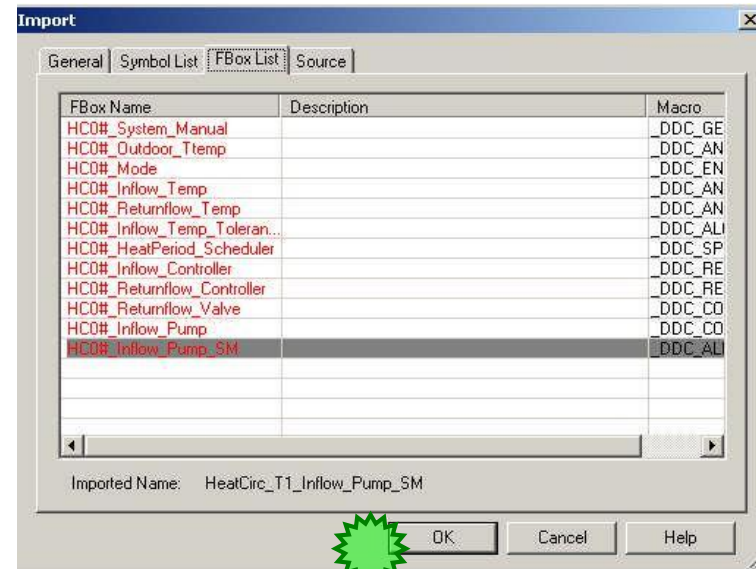 Import
General Symbol List FBox List Source
FBox Name Description Macro
HC0#_System_Manual _DDC_GE
HC0#_Outdoor_Ttemp _DDC_AN
HC0#_Mode _DDC_EN
HC0#_Inflow_Temp _DDC_AN
HC0#_Returnflow_Temp _DDC_AN
HC0#_Inflow_Temp_Toleran... _DDC_AL
HC0#_HeatPeriod_Scheduler _DDC_SP
HC0#_Inflow_Controller _DDC_RE
HC0#_Returnflow_Controller _DDC_RE
HC0#_Returnflow_Valve _DDC_CO
HC0#_Inflow_Pump _DDC_CO
HC0#_Inflow_Pump_SM _DDC_AL
Imported Name: HeatCirc_T1_Inflow_Pump_SM
OK Cancel Help